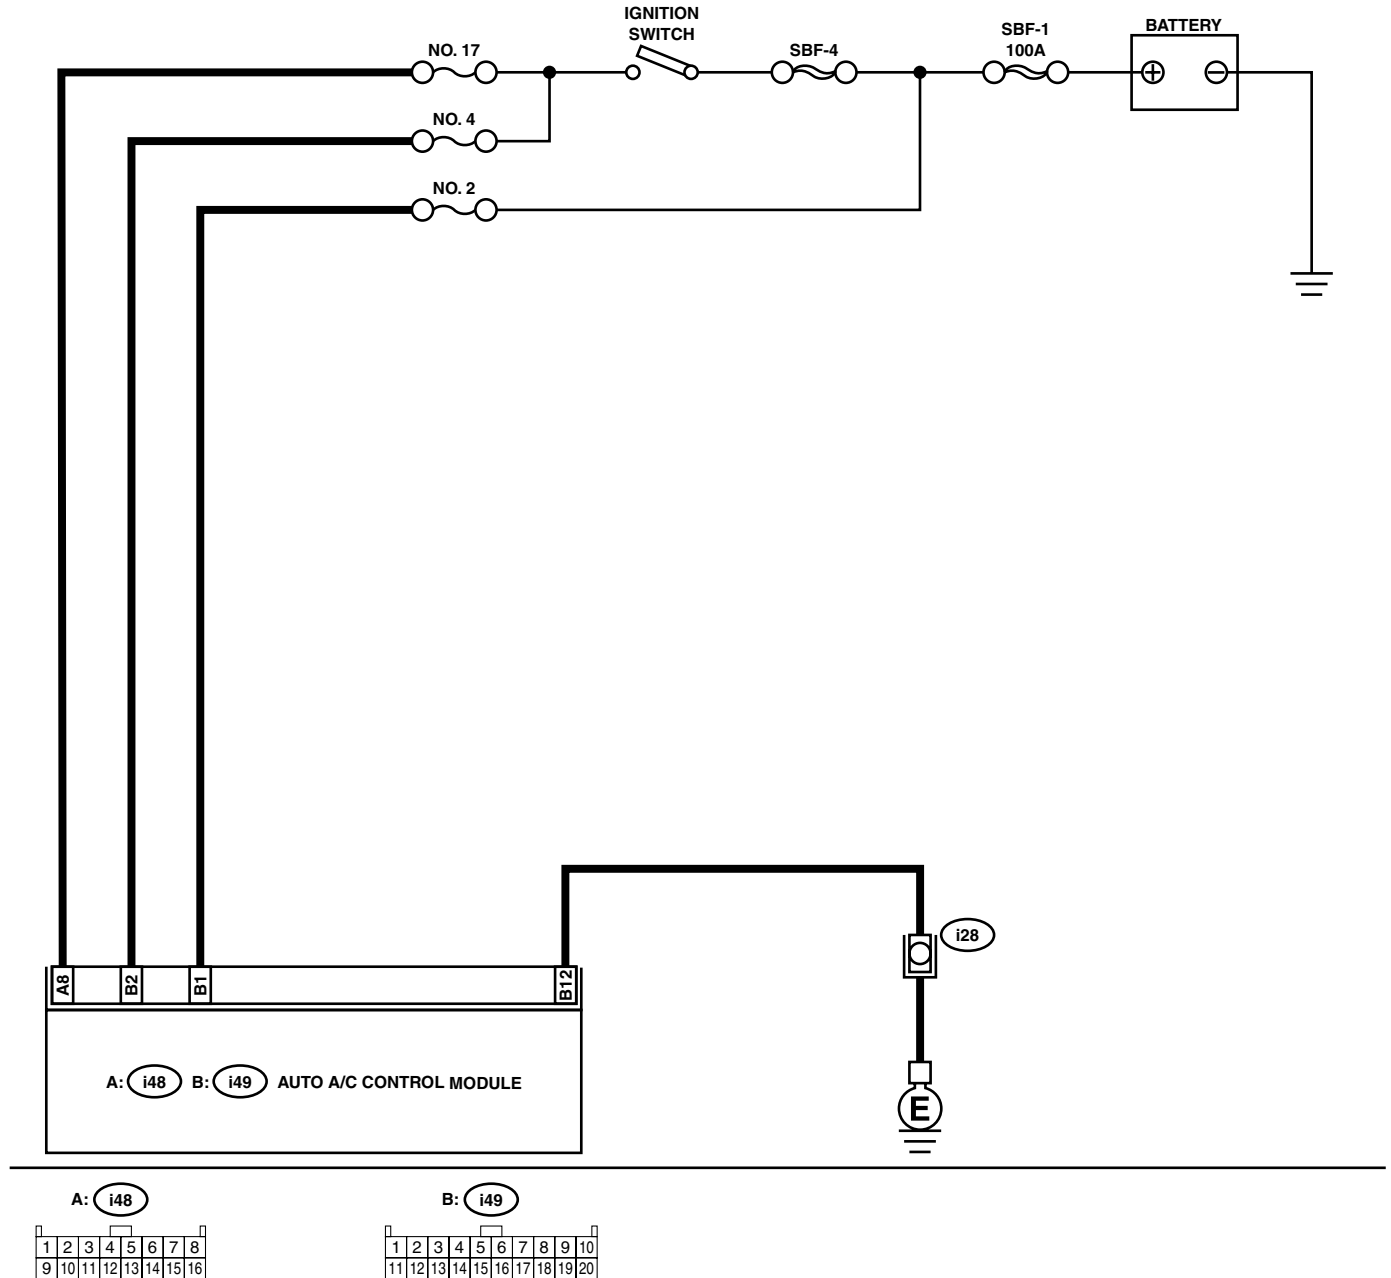 IGNITION
SWITCH
SBF-1
100A
BATTERY
NO. 17
SBF-4
NO. 4
NO. 2
i28
A8
B2
B1
B12
A: i48 B: i49 AUTO A/C CONTROL MODULE
E
A: i48
B: i49
1 2 3 4 5 6 7 8
9 10 11 12 13 14 15 16
1 2 3 4 5 6 7 8 9 10
11 12 13 14 15 16 17 18 19 20